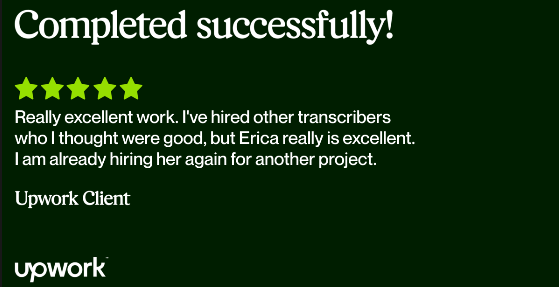 Completed successfully!
Really excellent work. I've hired other transcribers
who I thought were good, but Erica really is excellent.
I am already hiring her again for another project.
Upwork Client
upwork